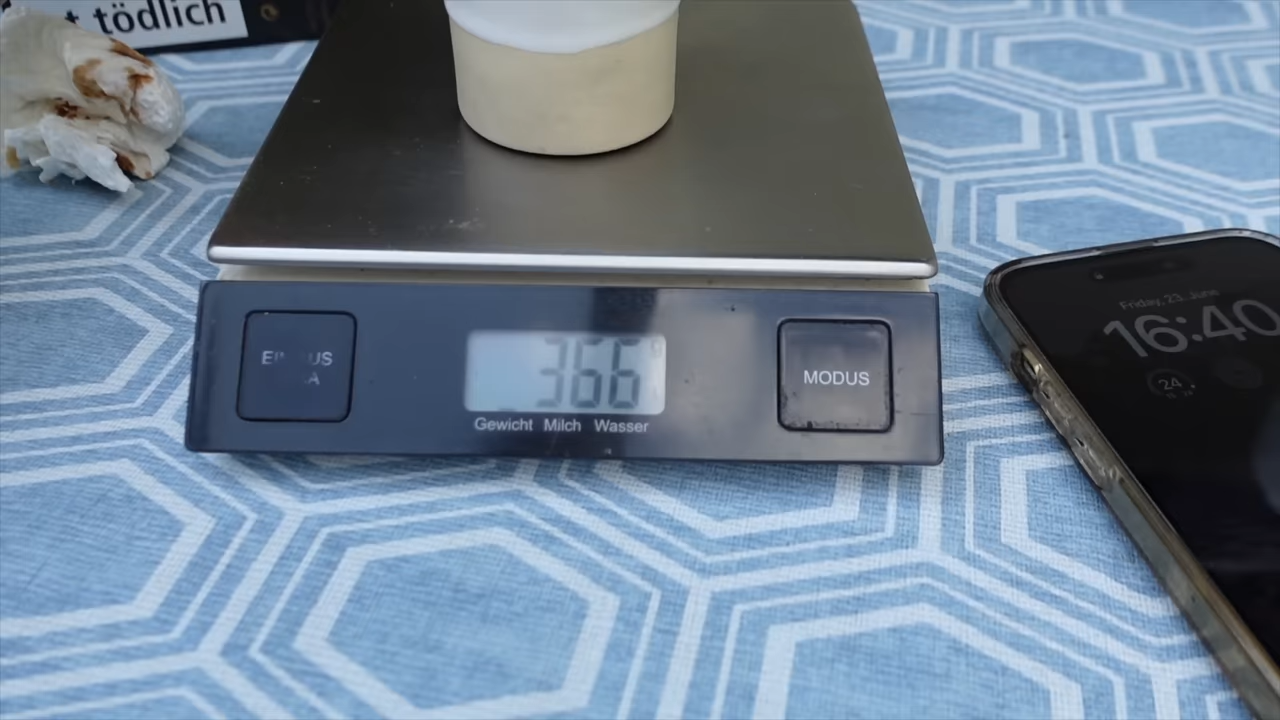 tödlich
Friday, 23. June
16:40
24
366 g
MODUS
Gewicht Milch Wasser